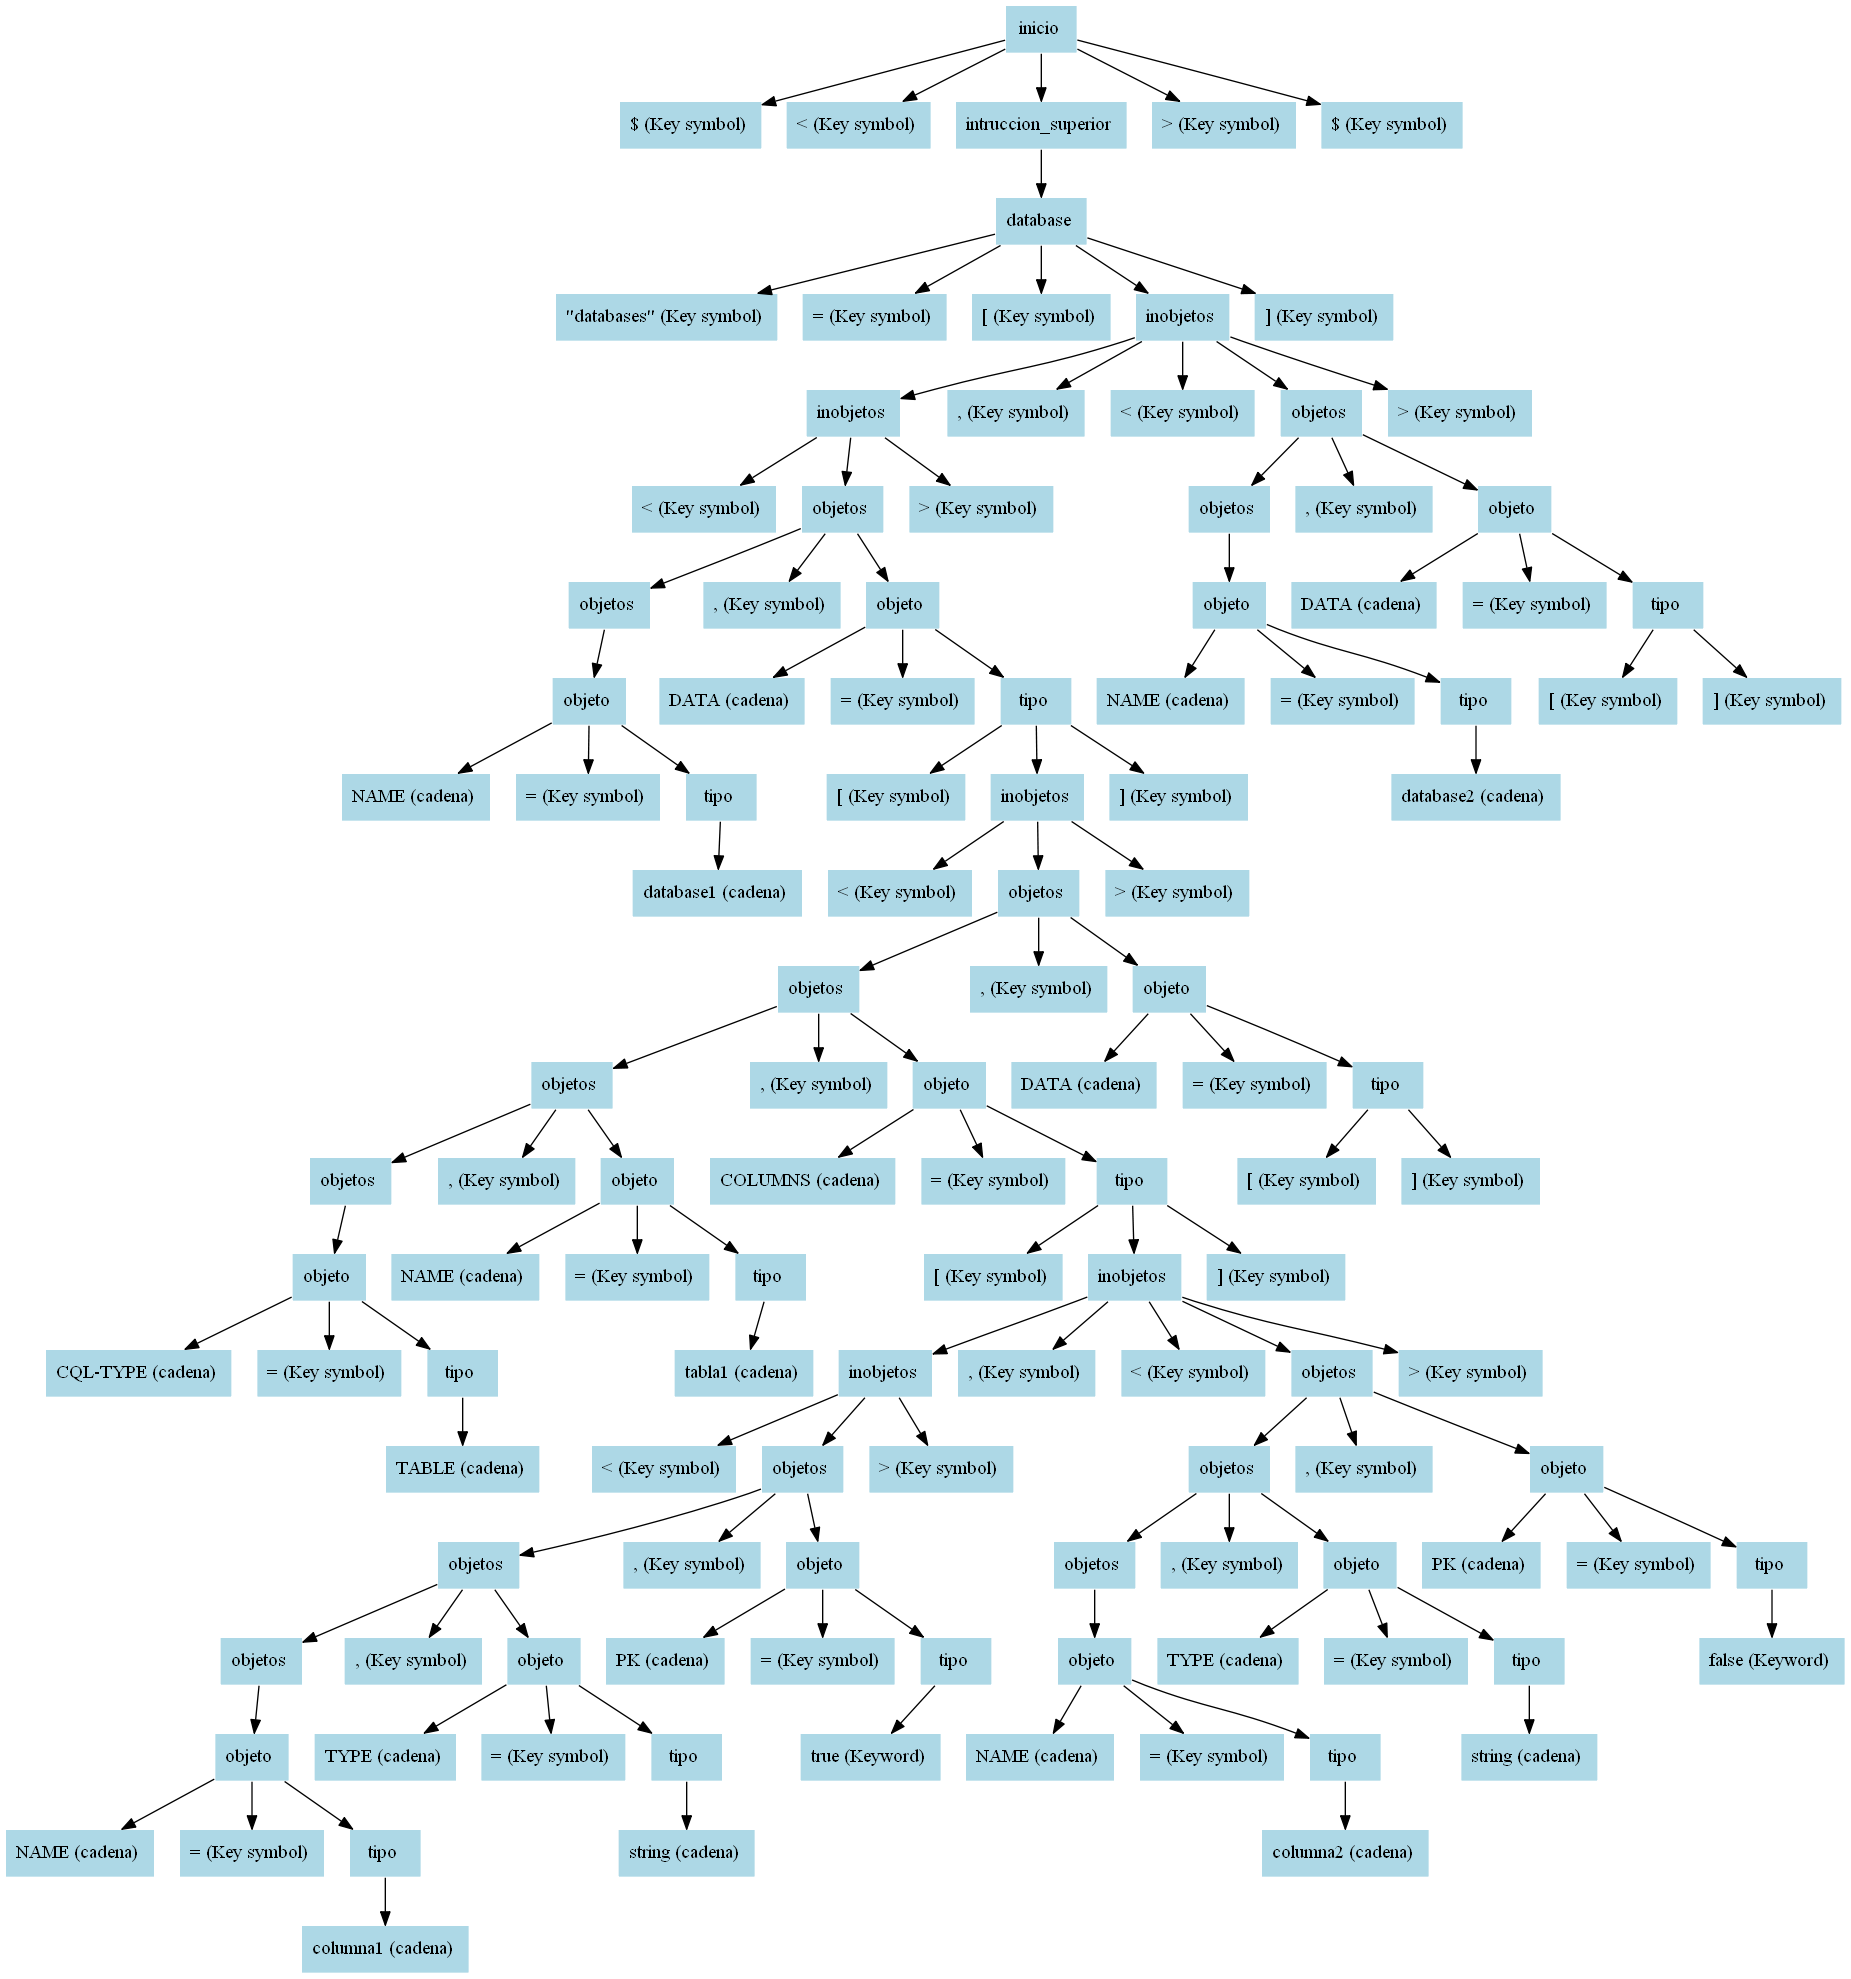 inicio
$ (Key symbol)
< (Key symbol)
intruccion_superior
> (Key symbol)
$ (Key symbol)
database
"databases" (Key symbol)
= (Key symbol)
[ (Key symbol)
inobjetos
] (Key symbol)
inobjetos
, (Key symbol)
< (Key symbol)
objetos
> (Key symbol)
< (Key symbol)
objetos
> (Key symbol)
objetos
, (Key symbol)
objeto
objetos
, (Key symbol)
objeto
objeto
DATA (cadena)
= (Key symbol)
tipo
objeto
DATA (cadena)
= (Key symbol)
tipo
NAME (cadena)
= (Key symbol)
tipo
[ (Key symbol)
] (Key symbol)
NAME (cadena)
= (Key symbol)
tipo
[ (Key symbol)
inobjetos
] (Key symbol)
database2 (cadena)
database1 (cadena)
< (Key symbol)
objetos
> (Key symbol)
objetos
, (Key symbol)
objeto
objetos
, (Key symbol)
objeto
DATA (cadena)
= (Key symbol)
tipo
objetos
, (Key symbol)
objeto
COLUMNS (cadena)
= (Key symbol)
tipo
[ (Key symbol)
] (Key symbol)
objeto
NAME (cadena)
= (Key symbol)
tipo
[ (Key symbol)
inobjetos
] (Key symbol)
CQL-TYPE (cadena)
= (Key symbol)
tipo
tabla1 (cadena)
inobjetos
, (Key symbol)
< (Key symbol)
objetos
> (Key symbol)
TABLE (cadena)
< (Key symbol)
objetos
> (Key symbol)
objetos
, (Key symbol)
objeto
objetos
, (Key symbol)
objeto
objetos
, (Key symbol)
objeto
PK (cadena)
= (Key symbol)
tipo
objetos
, (Key symbol)
objeto
PK (cadena)
= (Key symbol)
tipo
objeto
TYPE (cadena)
= (Key symbol)
tipo
false (Keyword)
objeto
TYPE (cadena)
= (Key symbol)
tipo
true (Keyword)
NAME (cadena)
= (Key symbol)
tipo
string (cadena)
NAME (cadena)
= (Key symbol)
tipo
string (cadena)
columna2 (cadena)
columna1 (cadena)